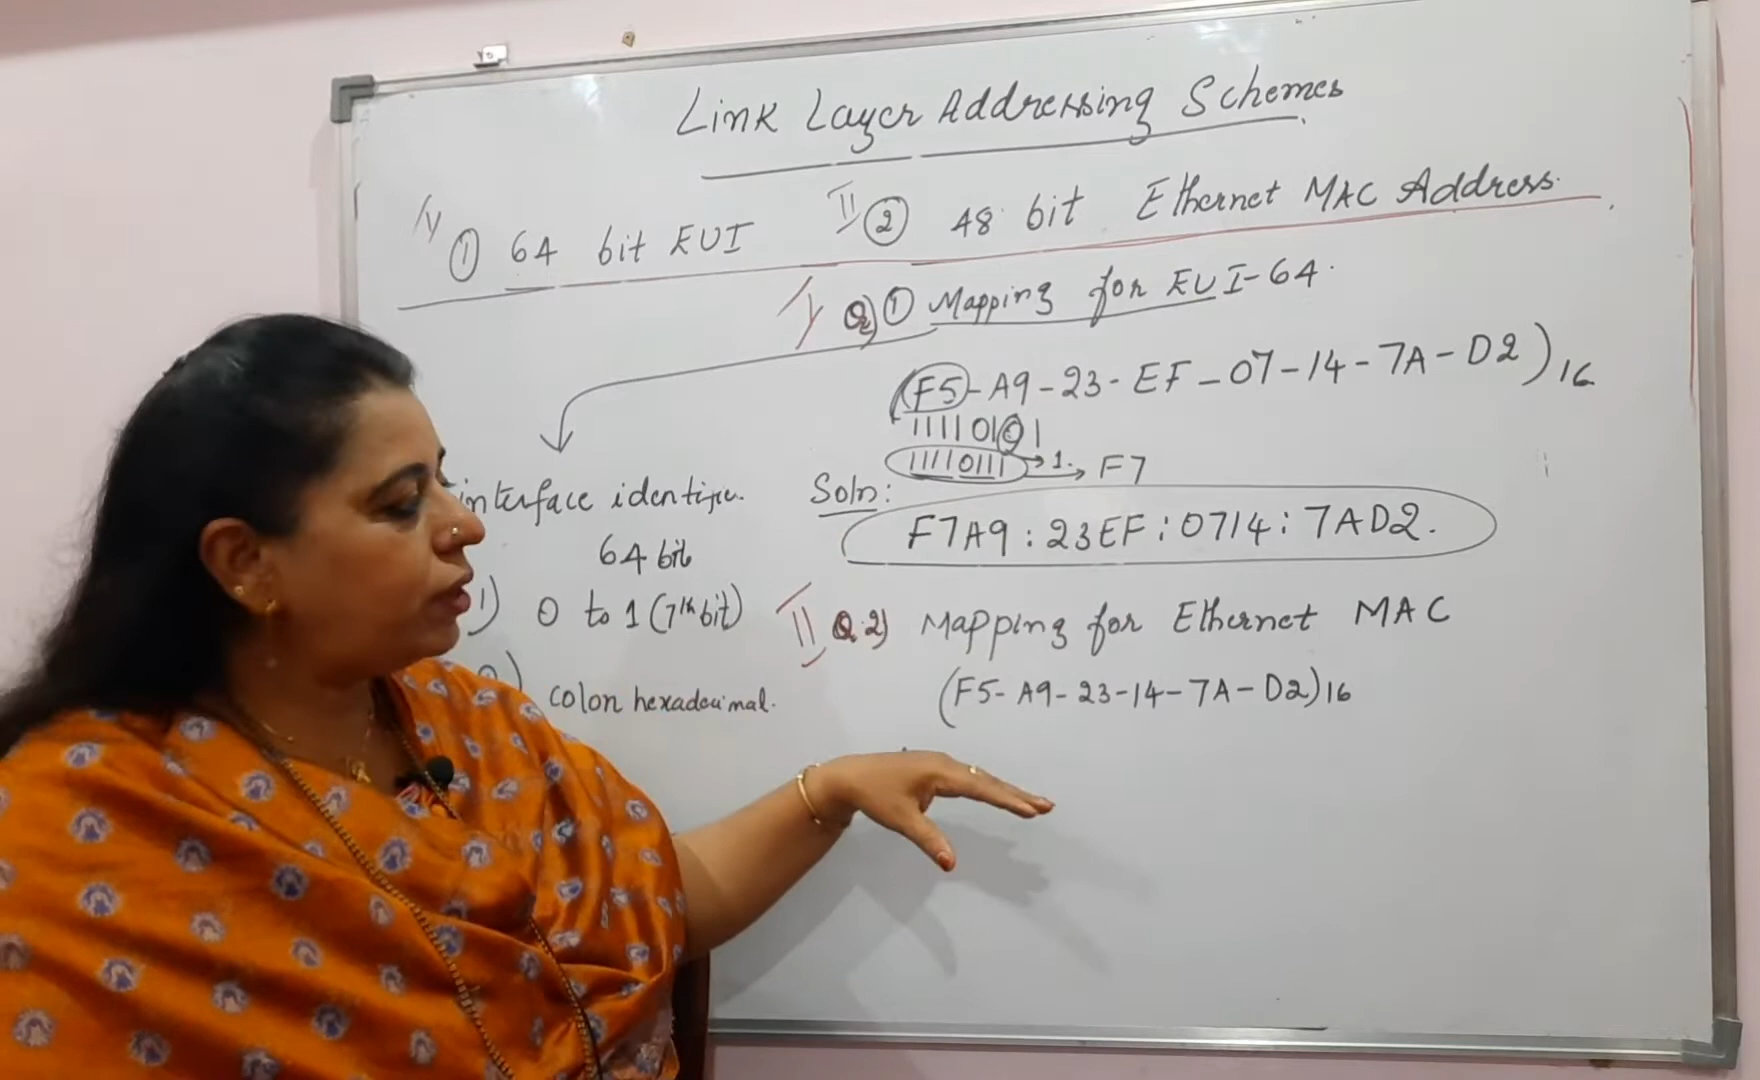 Link Layer Addressing Schemes
I ① 64 bit EUI II ② 48 bit Ethernet MAC Address.
I Q) ① Mapping for EUI-64.
(F5-A9-23-EF-07-14-7A-D2)16
11110101
11110111 → 1. → F7
interface identifie.
64 bit
1) 0 to 1 (7th bit)
2) colon hexadecimal.
Soln:
F7A9:23EF:0714:7AD2.
II Q.2) Mapping for Ethernet MAC
(F5-A9-23-14-7A-D2)16